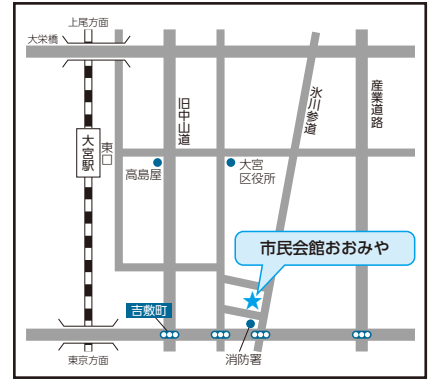 上尾方面
大栄橋
旧中山道
氷川参道
産業道路
大宮駅
東口
高島屋
大宮
区役所
市民会館おおみや
吉敷町
消防署
東京方面